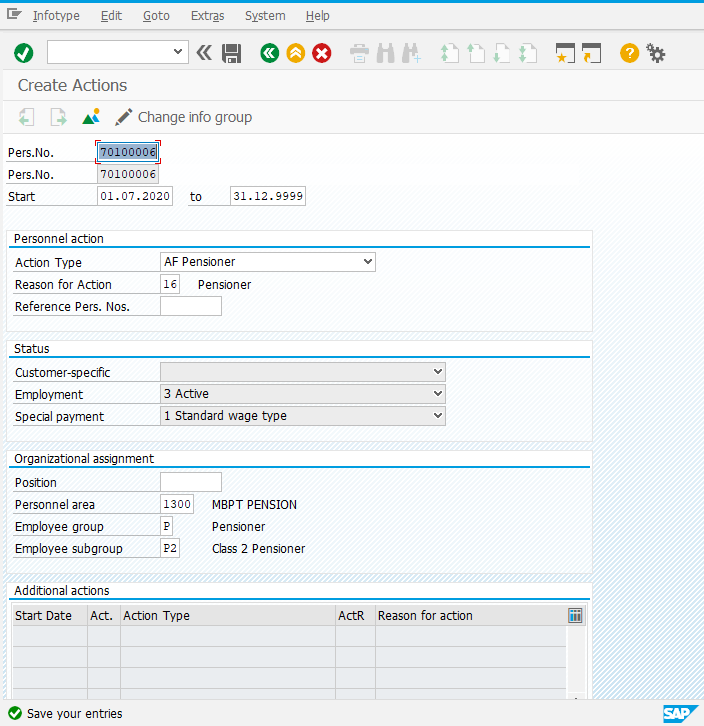 Infotype Edit Goto Extras System Help
Create Actions
Change info group
Pers.No. 70100006
Pers.No. 70100006
Start 01.07.2020 to 31.12.9999
Personnel action
Action Type AF Pensioner
Reason for Action 16 Pensioner
Reference Pers. Nos.
Status
Customer-specific
Employment 3 Active
Special payment 1 Standard wage type
Organizational assignment
Position
Personnel area 1300 MBPT PENSION
Employee group P Pensioner
Employee subgroup P2 Class 2 Pensioner
Additional actions
Start Date Act. Action Type ActR Reason for action
Save your entries SAP